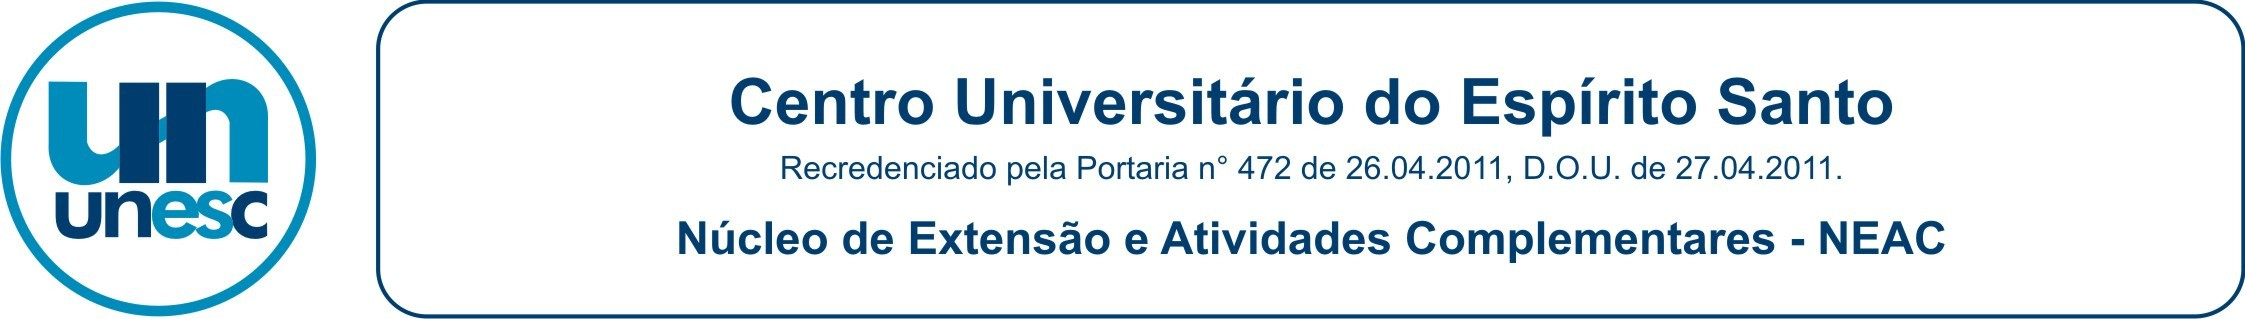 un
unesc
Centro Universitário do Espírito Santo
Recredenciado pela Portaria n° 472 de 26.04.2011, D.O.U. de 27.04.2011.
Núcleo de Extensão e Atividades Complementares - NEAC